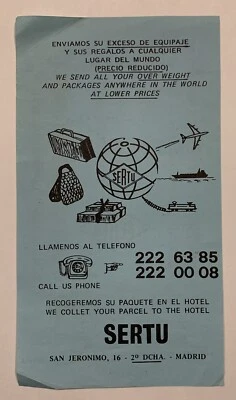 ENVIAMOS SU EXCESO DE EQUIPAJE
Y SUS REGALOS A CUALQUIER
LUGAR DEL MUNDO
(PRECIO REDUCIDO)
WE SEND ALL YOUR OVER WEIGHT
AND PACKAGES ANYWHERE IN THE WORLD
AT LOWER PRICES
SERTU
LLAMENOS AL TELEFONO
222 63 85
222 00 08
CALL US PHONE
RECOGEREMOS SU PAQUETE EN EL HOTEL
WE COLLET YOUR PARCEL TO THE HOTEL
SERTU
SAN JERONIMO, 16 - 2º DCHA. - MADRID